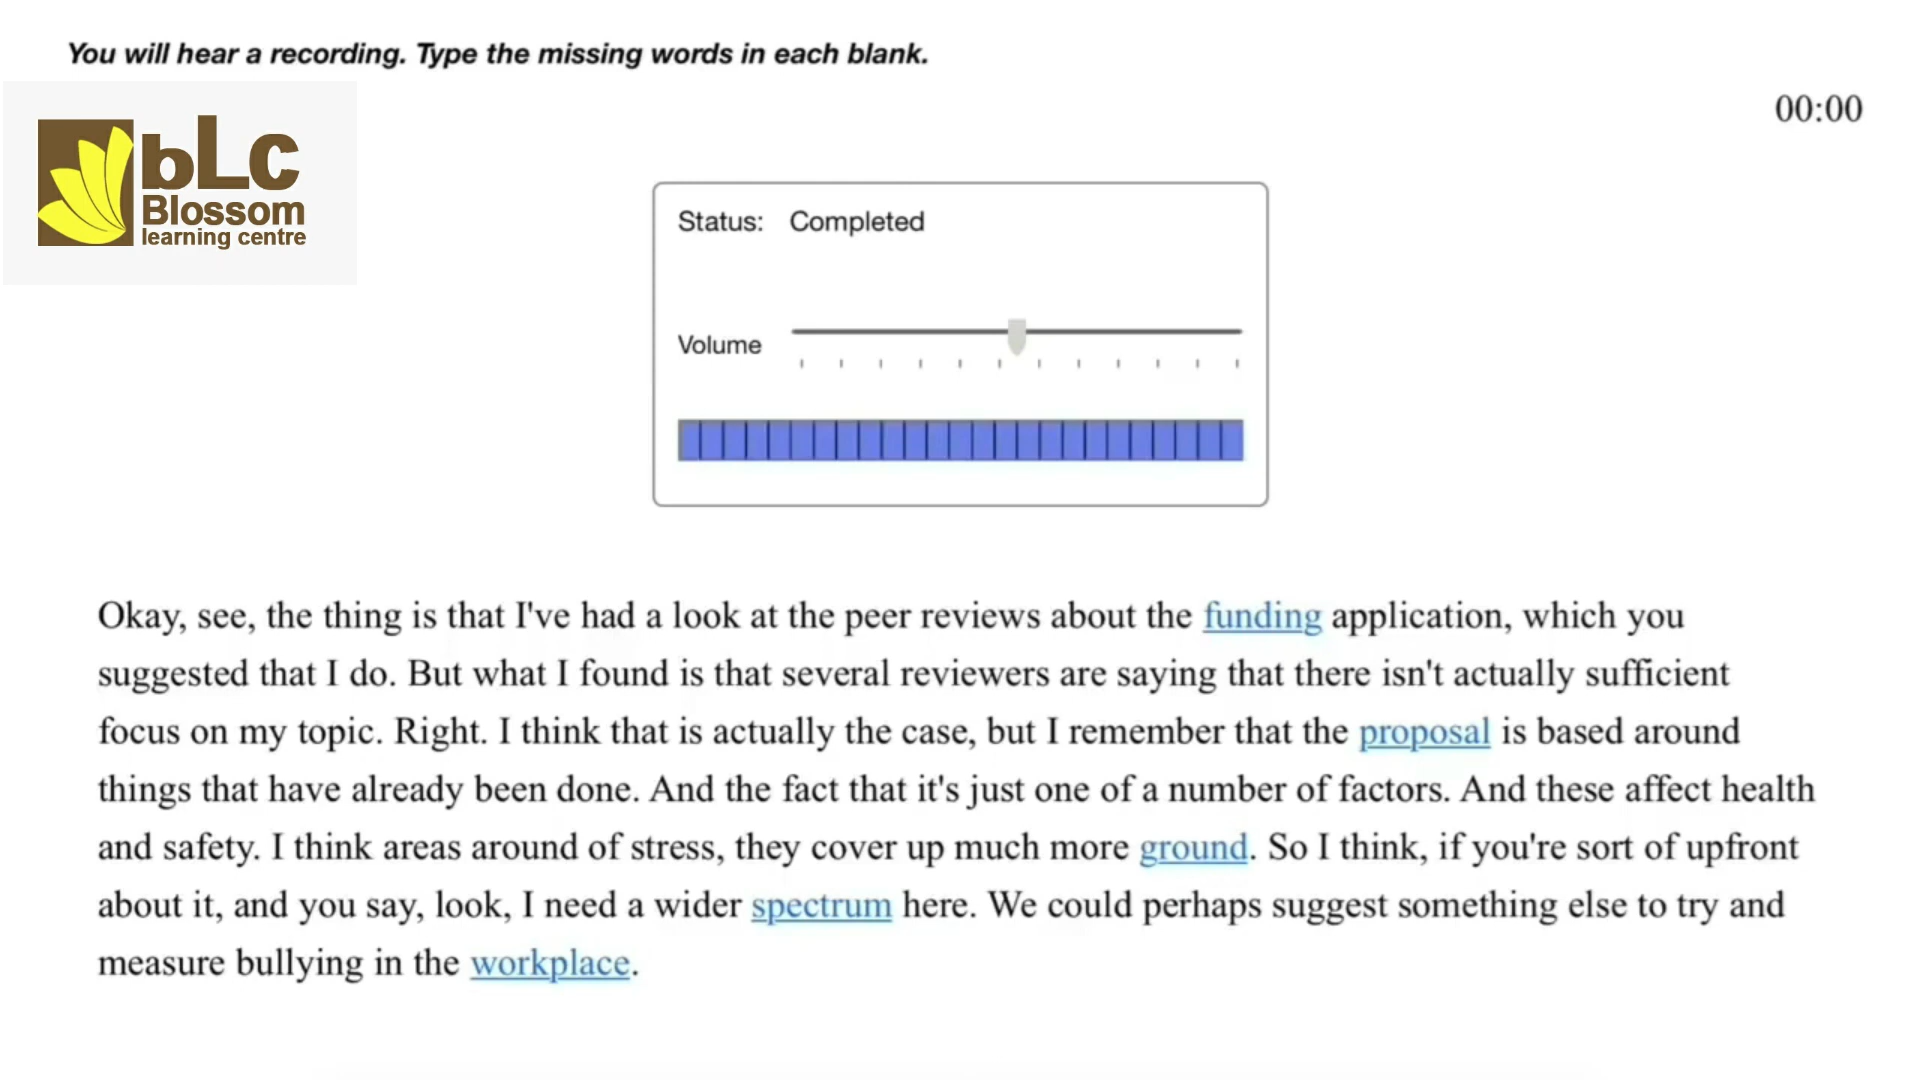 You will hear a recording. Type the missing words in each blank.
00:00
bLc
Blossom
learning centre
Status: Completed
Volume
Okay, see, the thing is that I've had a look at the peer reviews about the funding application, which you
suggested that I do. But what I found is that several reviewers are saying that there isn't actually sufficient
focus on my topic. Right. I think that is actually the case, but I remember that the proposal is based around
things that have already been done. And the fact that it's just one of a number of factors. And these affect health
and safety. I think areas around of stress, they cover up much more ground. So I think, if you're sort of upfront
about it, and you say, look, I need a wider spectrum here. We could perhaps suggest something else to try and
measure bullying in the workplace.